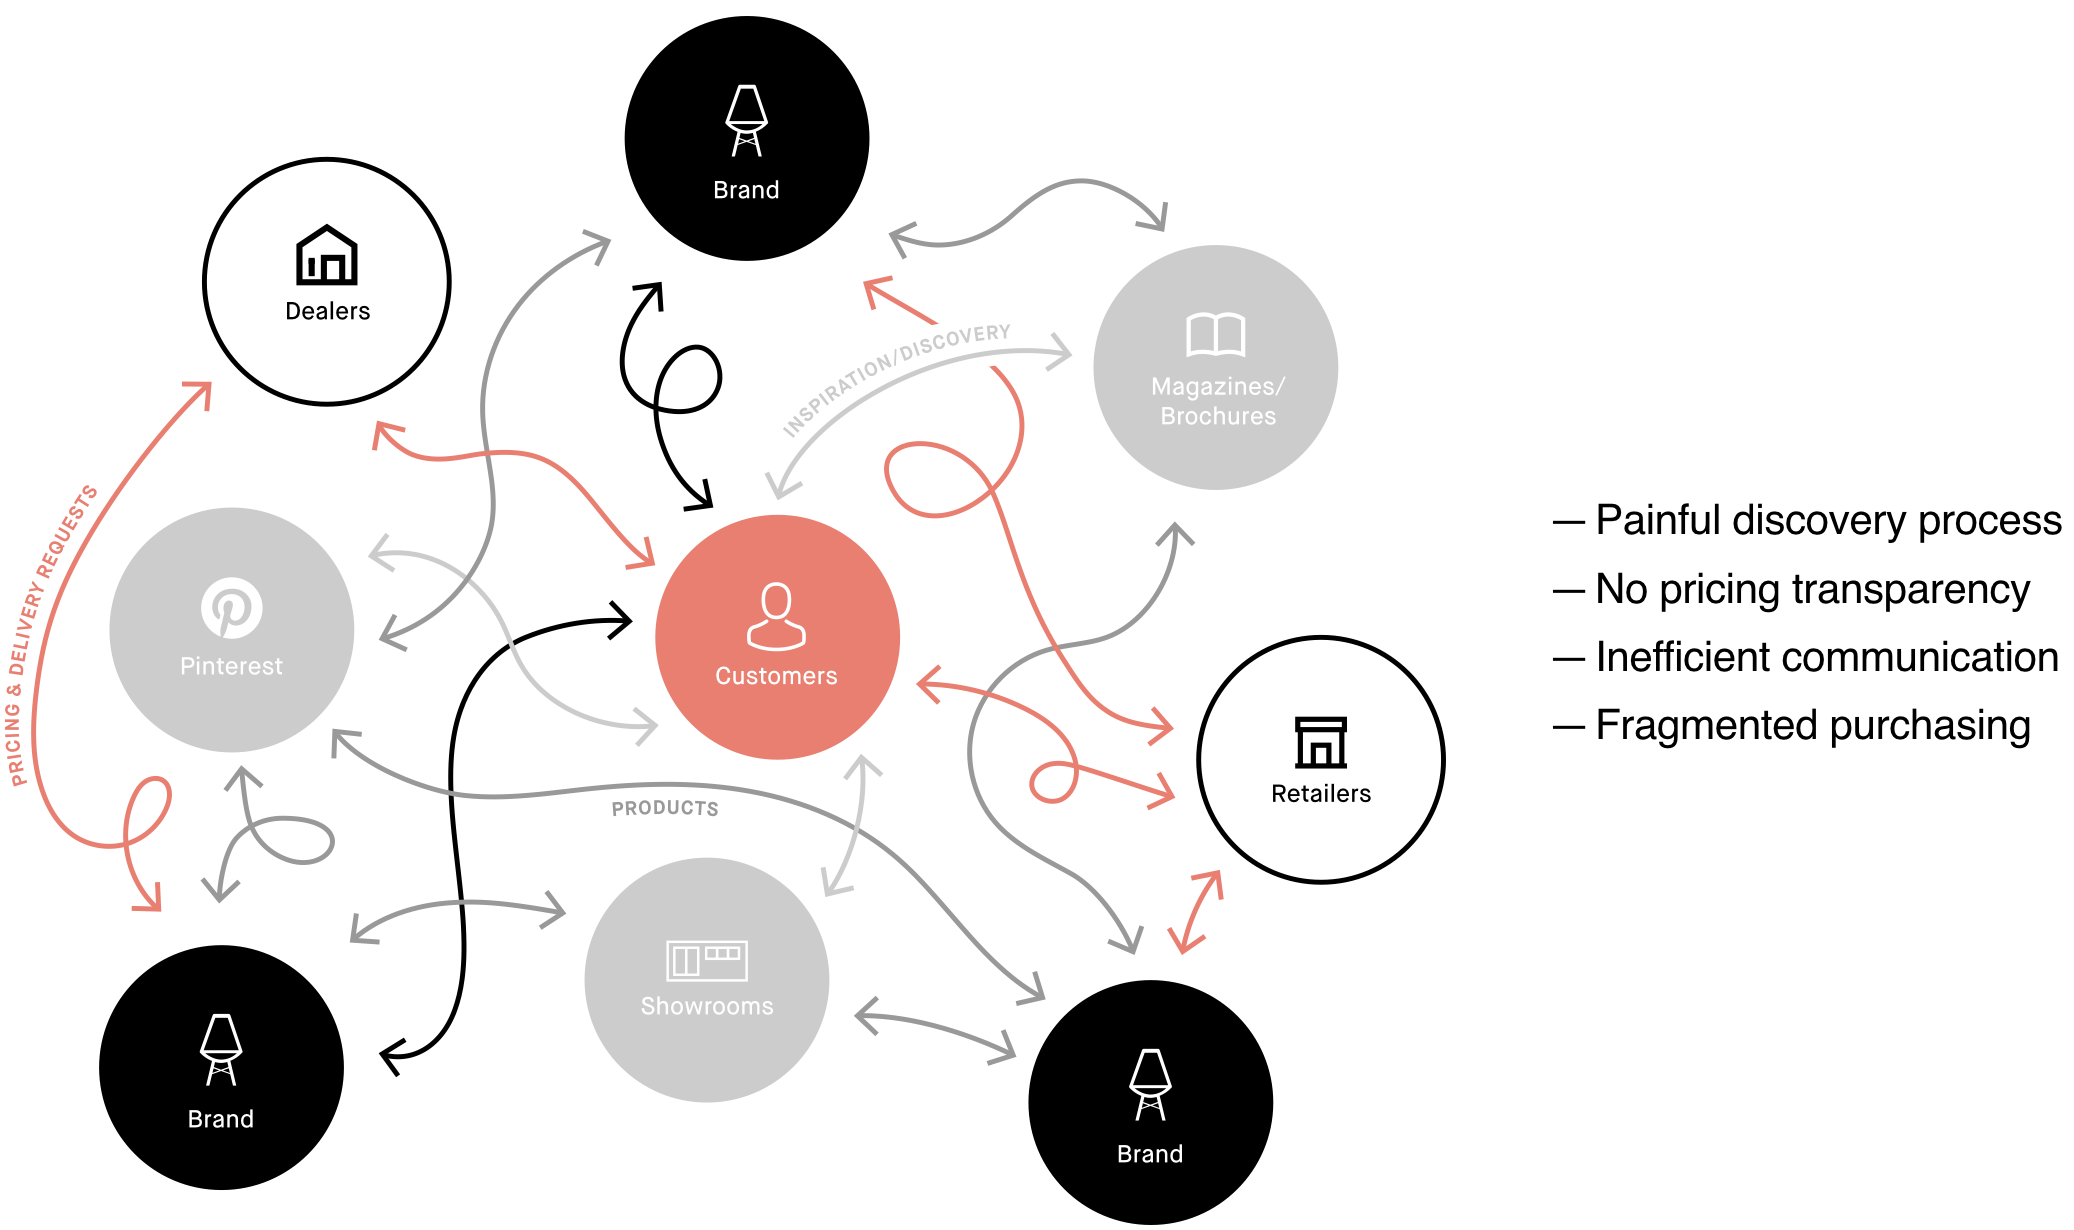 Brand
Dealers
INSPIRATION/DISCOVERY
Magazines/
Brochures
PRICING & DELIVERY REQUESTS
Pinterest
Customers
— Painful discovery process
— No pricing transparency
— Inefficient communication
— Fragmented purchasing
Retailers
PRODUCTS
Showrooms
Brand
Brand